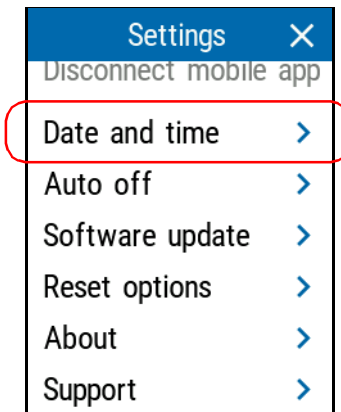 Settings
Disconnect mobile app
Date and time
Auto off
Software update
Reset options
About
Support